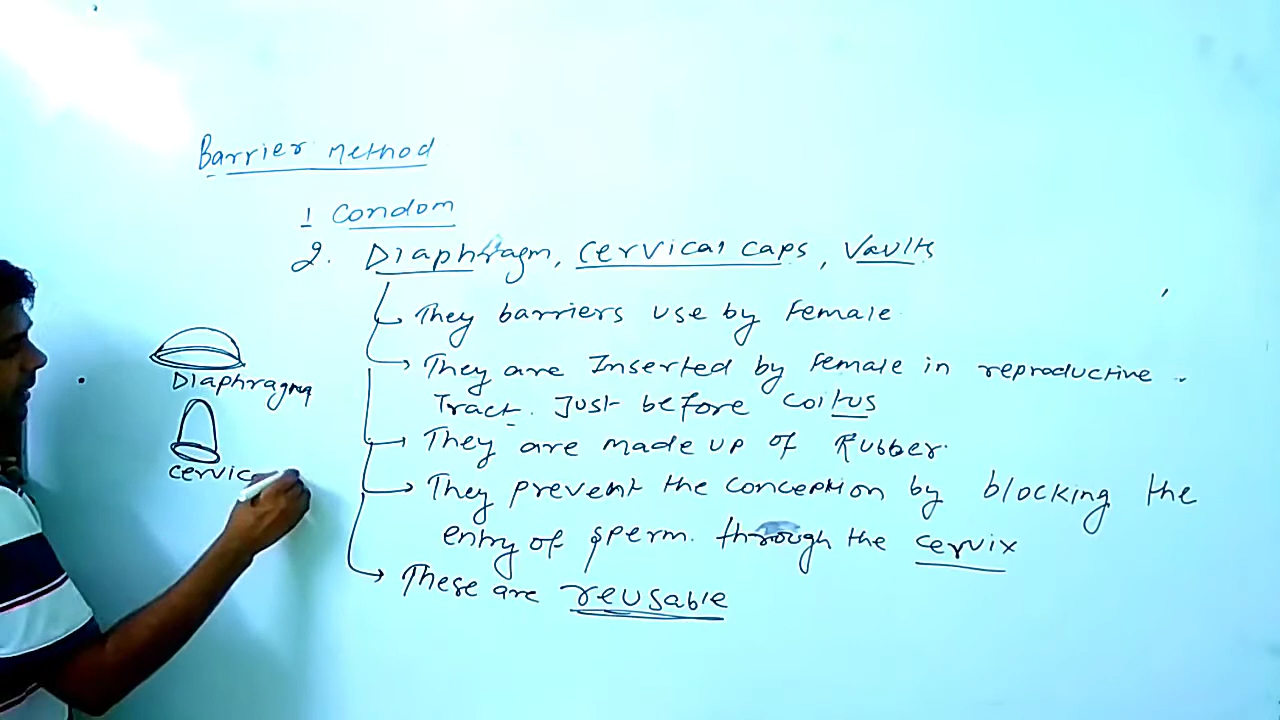 Barrier method
1 Condom
2. Diaphragm, cervical caps, Vaults
They barriers use by female
They are Inserted by female in reproductive
Tract. Just before coitus
They are made up of Rubber.
They prevent the conception by blocking the
entry of sperm. through the cervix
These are reusable
Diaphragm
cervic